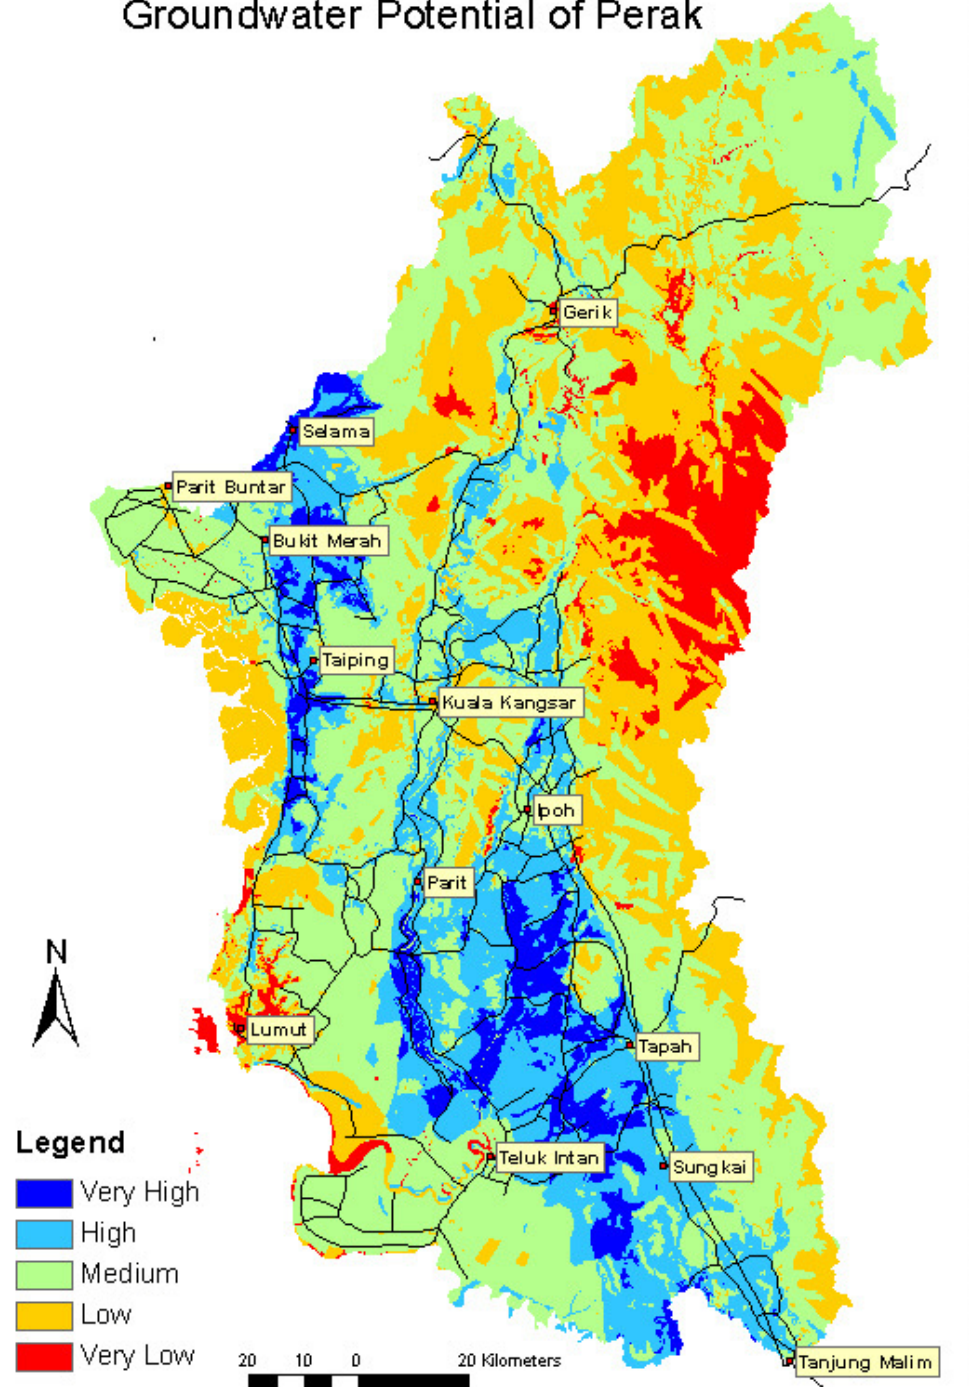 Groundwater Potential of Perak
Gerik
Selama
Parit Buntar
Bukit Merah
Taiping
Kuala Kangsar
Ipoh
Parit
N
Lumut
Tapah
Legend
Teluk Intan
Sungkai
Very High
High
Medium
Low
Very Low
20 10 0 20 Kilometers
Tanjung Malim